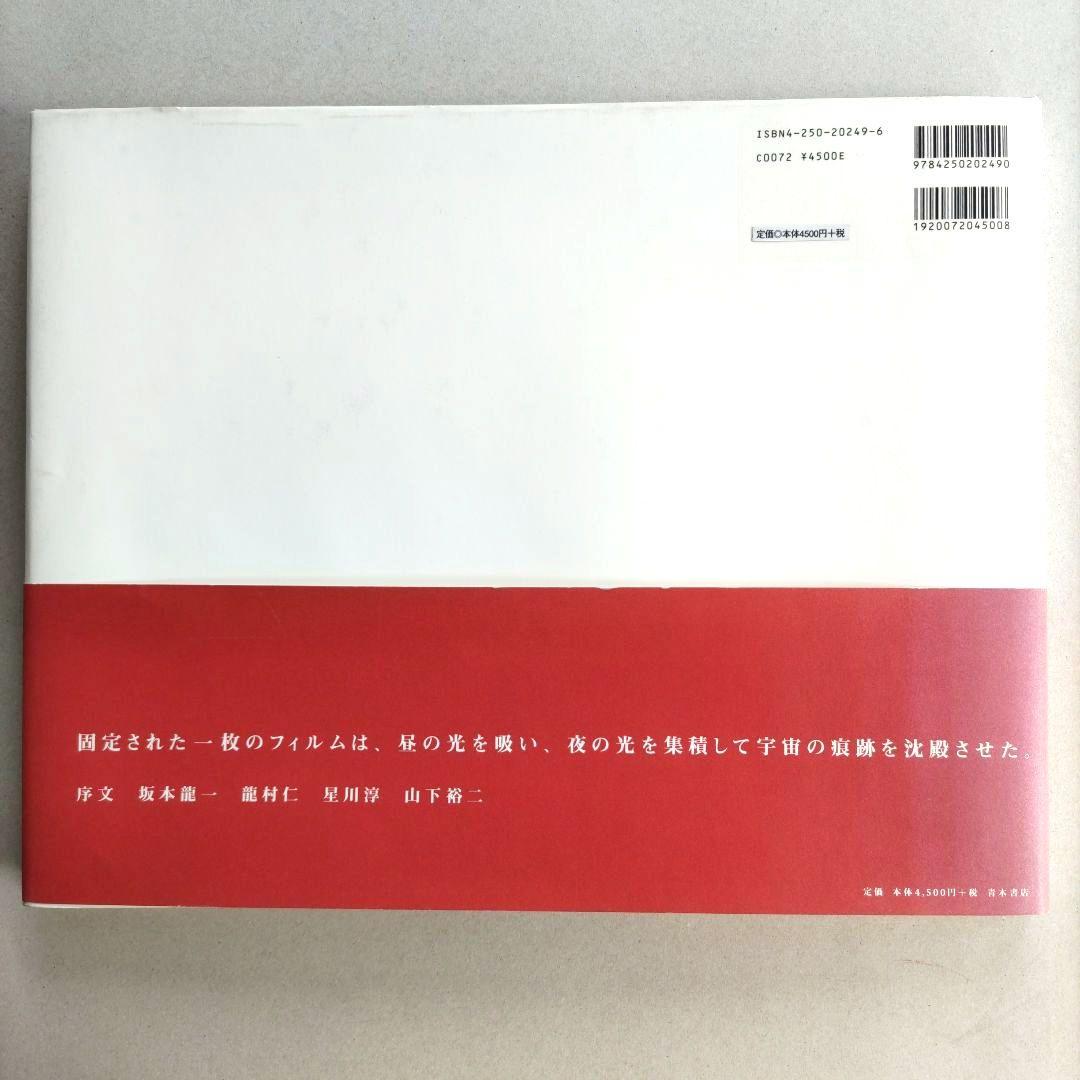 ISBN4-250-20249-6
C0072 ¥4500E
9784250202490
1920072045008
定価◎本体4500円+税
固定された一枚のフィルムは、昼の光を吸い、夜の光を集積して宇宙の痕跡を沈殿させた。
序文 坂本龍一 龍村仁 星川淳 山下裕二
定価 本体4,500円+税 青木書店